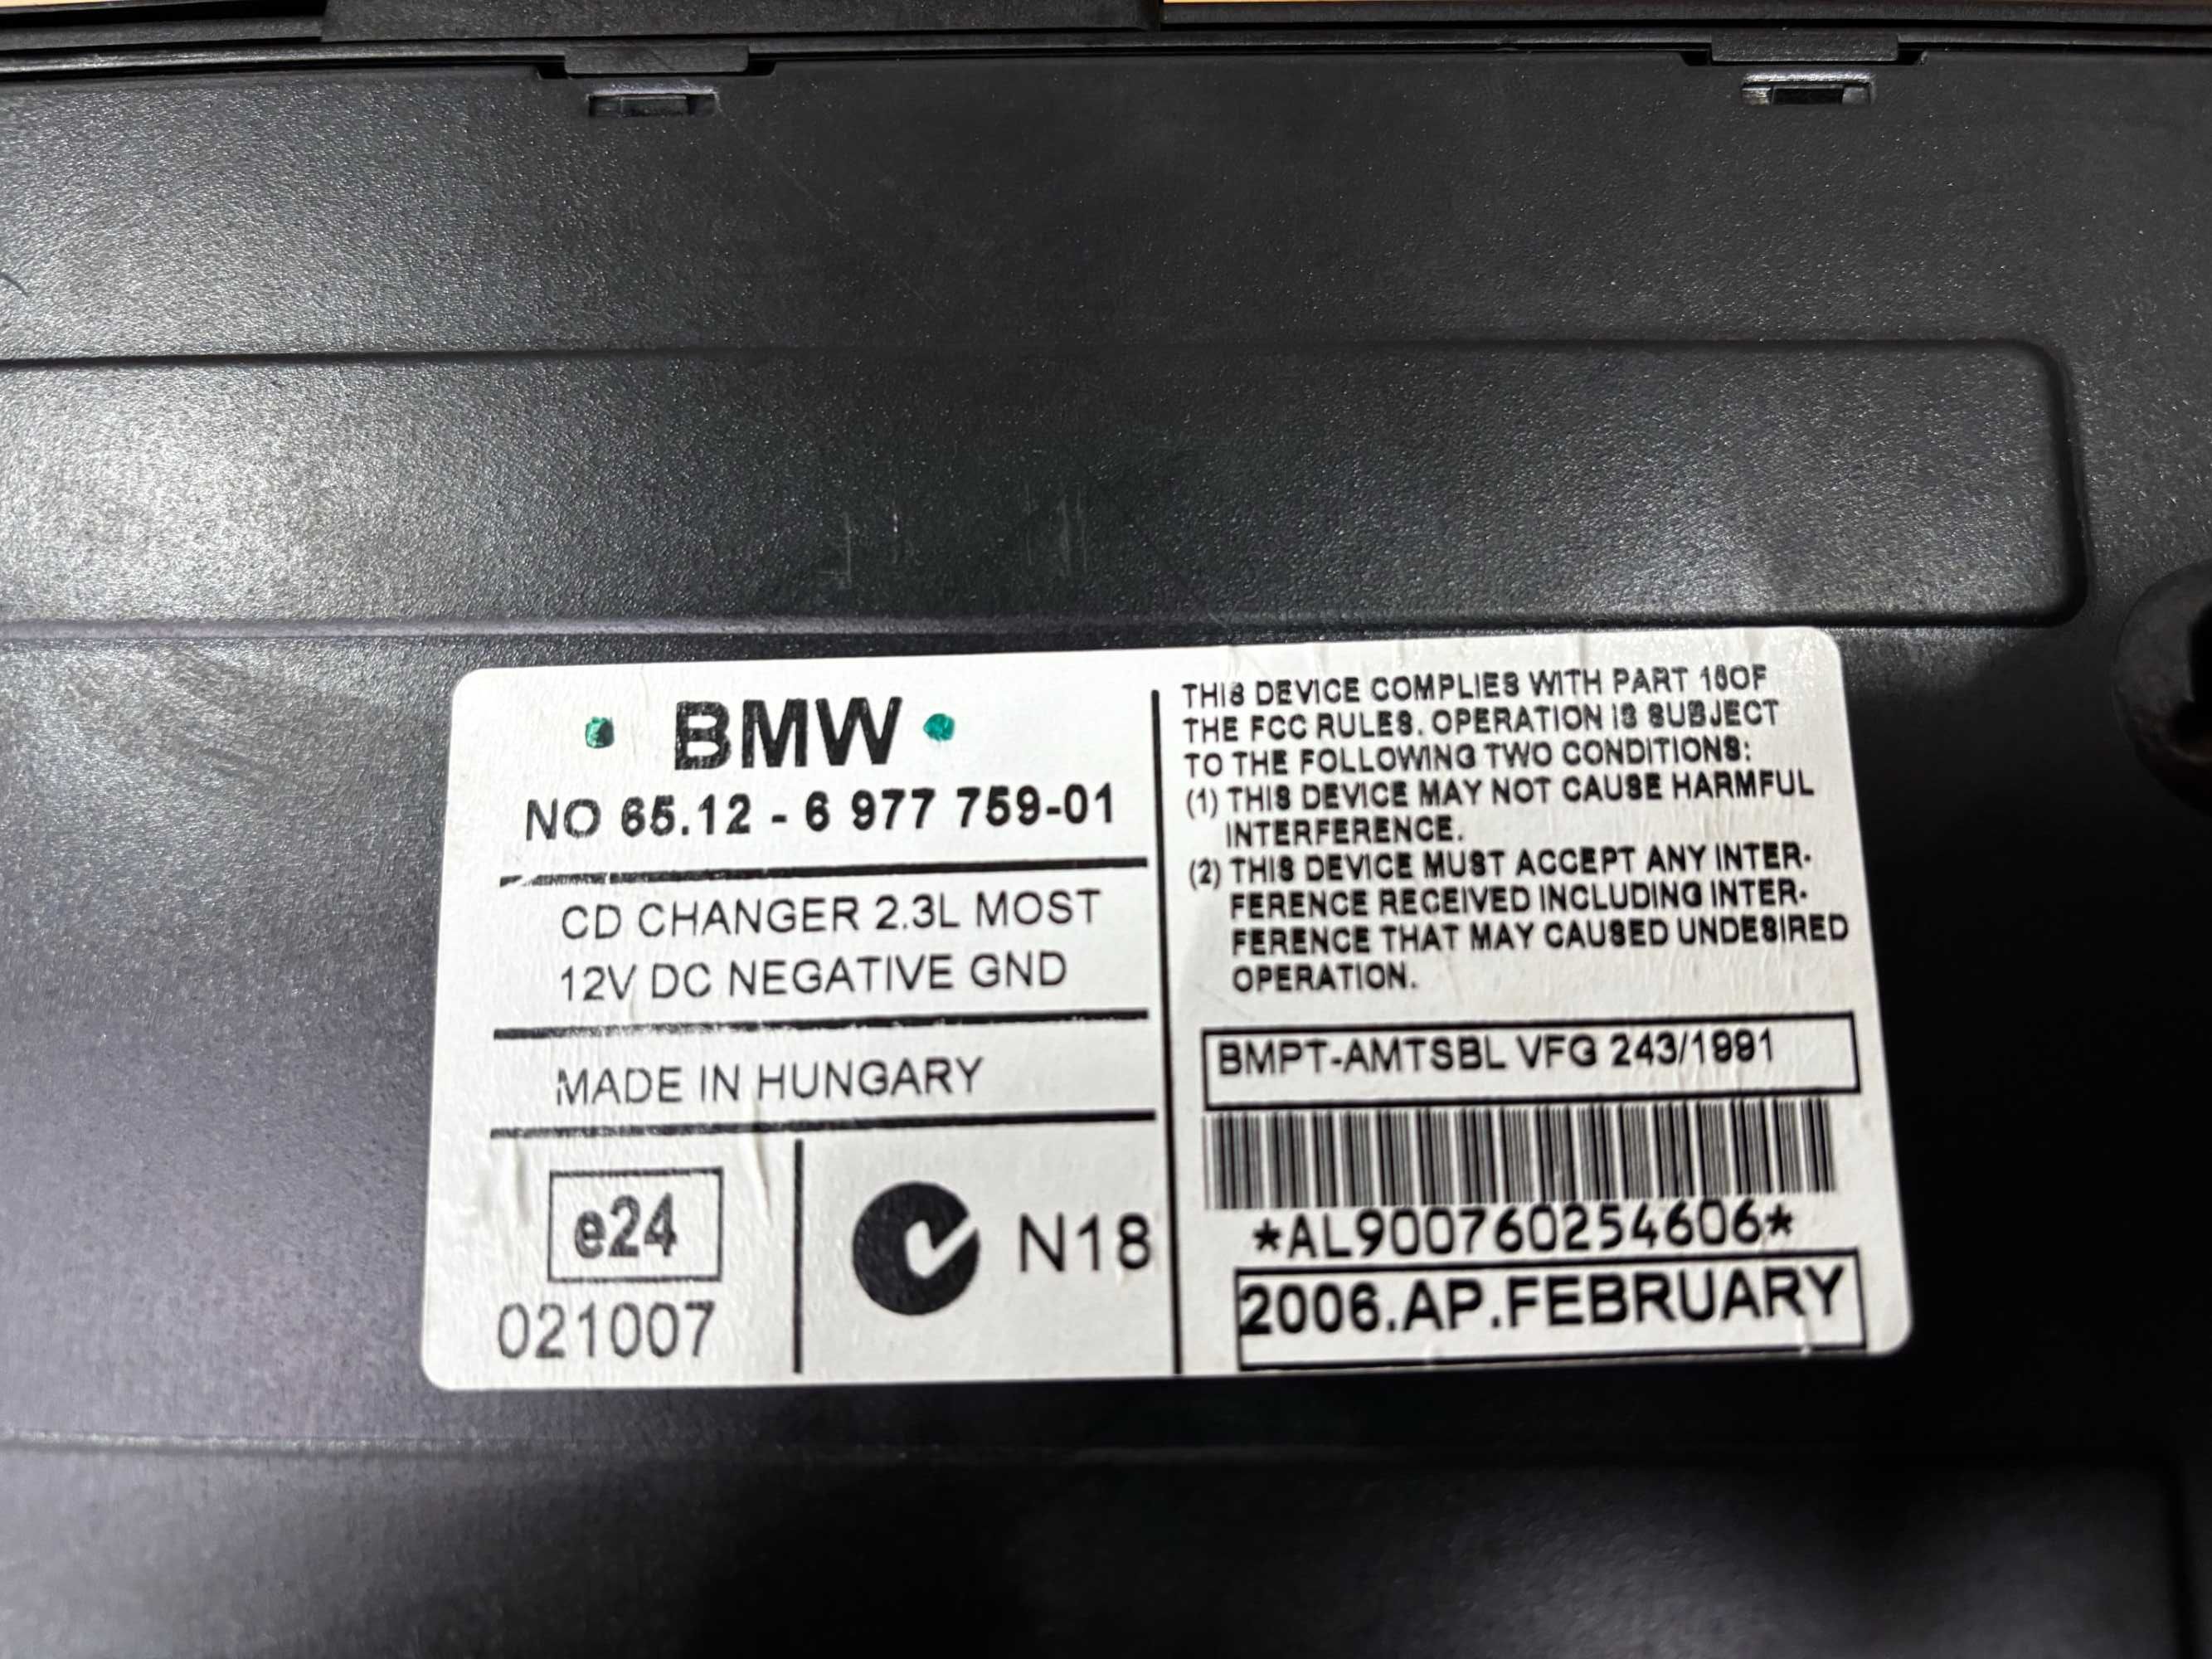 BMW
NO 65.12 - 6 977 759-01
CD CHANGER 2.3L MOST
12V DC NEGATIVE GND
MADE IN HUNGARY
e24
021007
N18
THIS DEVICE COMPLIES WITH PART 15OF
THE FCC RULES. OPERATION IS SUBJECT
TO THE FOLLOWING TWO CONDITIONS:
(1) THIS DEVICE MAY NOT CAUSE HARMFUL
INTERFERENCE.
(2) THIS DEVICE MUST ACCEPT ANY INTER-
FERENCE RECEIVED INCLUDING INTER-
FERENCE THAT MAY CAUSED UNDESIRED
OPERATION.
BMPT-AMTSBL VFG 243/1991
*AL900760254606*
2006.AP.FEBRUARY